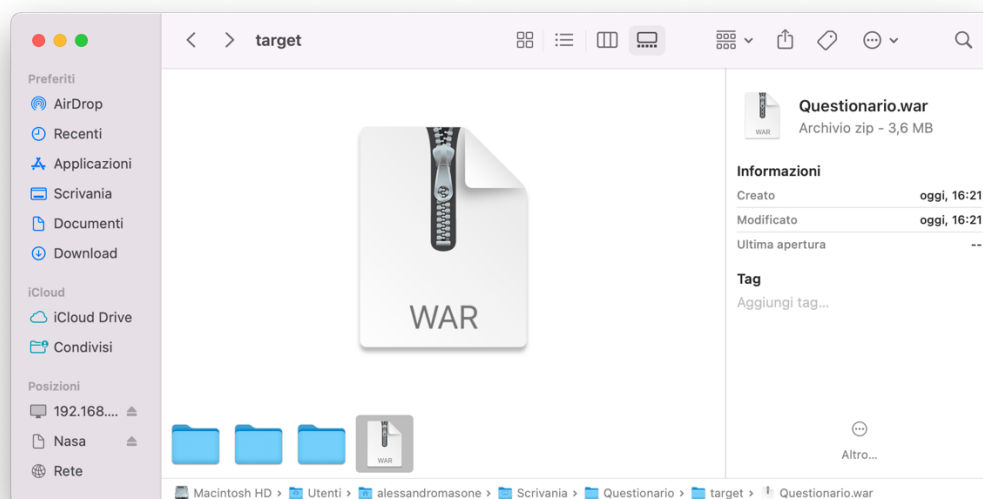 target
Preferiti
AirDrop
Recenti
Applicazioni
Scrivania
Documenti
Download
iCloud
iCloud Drive
Condivisi
Posizioni
192.168....
Nasa
Rete
WAR
WAR
WAR
Questionario.war
Archivio zip - 3,6 MB
Informazioni
Creato oggi, 16:21
Modificato oggi, 16:21
Ultima apertura --
Tag
Aggiungi tag...
Altro...
Macintosh HD › Utenti › alessandromasone › Scrivania › Questionario › target › Questionario.war